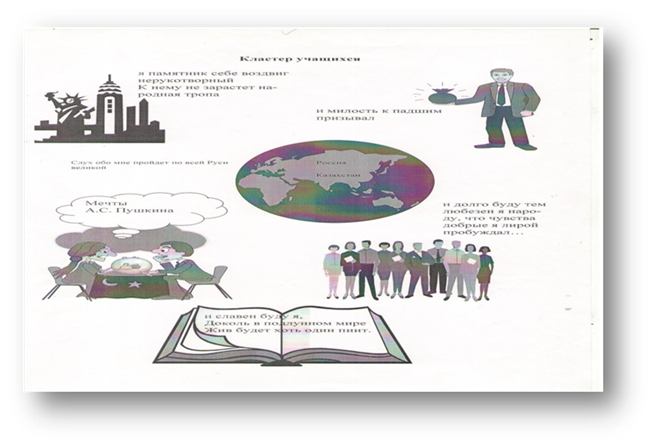 Кластер учащихся
я памятник себе воздвиг
нерукотворный
К нему не зарастет на-
родная тропа
и милость к падшим
призывал
Слух обо мне пройдет по всей Руси
великой
Россия
Казахстан
Мечты
А.С. Пушкина
и долго буду тем
любезен я наро-
ду, что чувства
добрые я лирой
пробуждал...
и славен буду я,
Доколь в подлунном мире
Жив будет хоть один пиит.